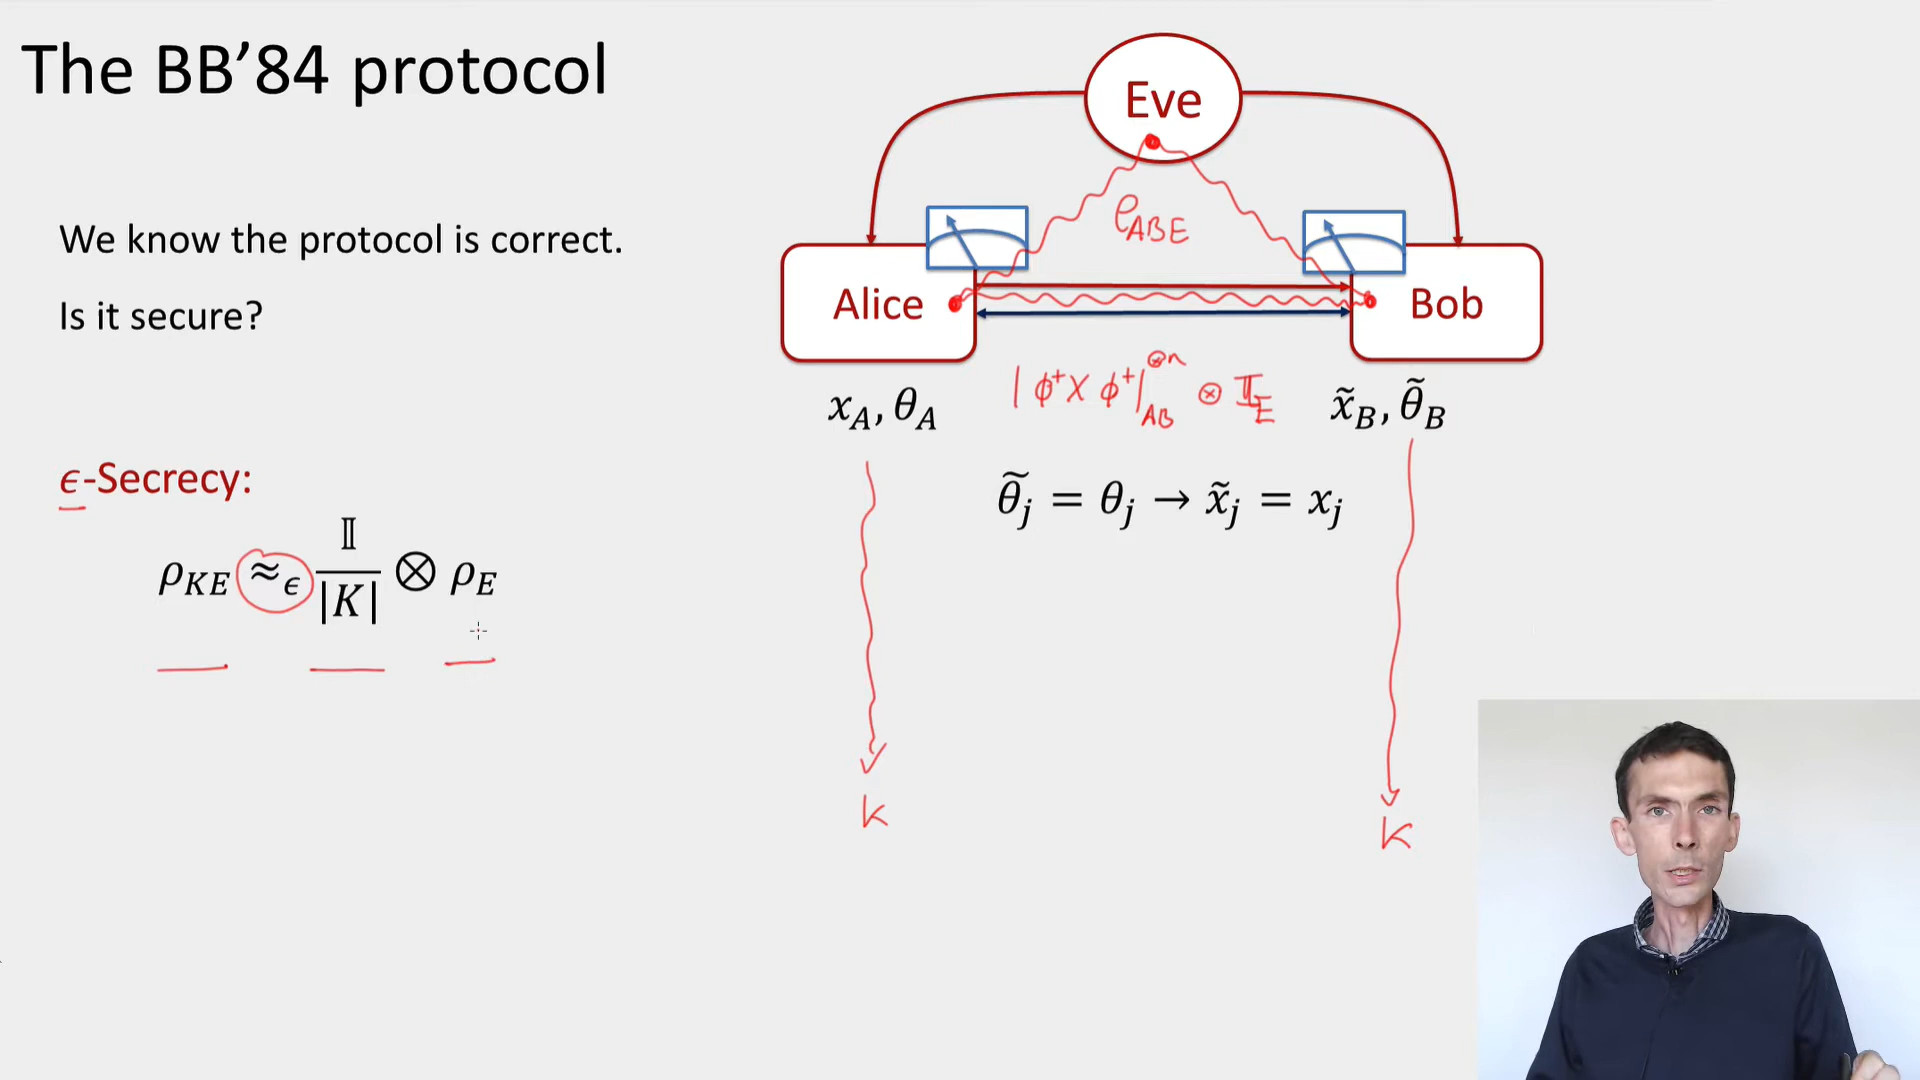 The BB’84 protocol
We know the protocol is correct.
Is it secure?
ϵ-Secrecy:
ρ_KE ≈_ϵ 𝕀/|K| ⊗ ρ_E
Eve
ρ_ABE
Alice
Bob
x_A, θ_A
|ϕ⁺⟩⟨ϕ⁺|_AB^⊗n ⊗ 𝕀_E
x̃_B, θ̃_B
θ̃_j = θ_j → x̃_j = x_j
K
K